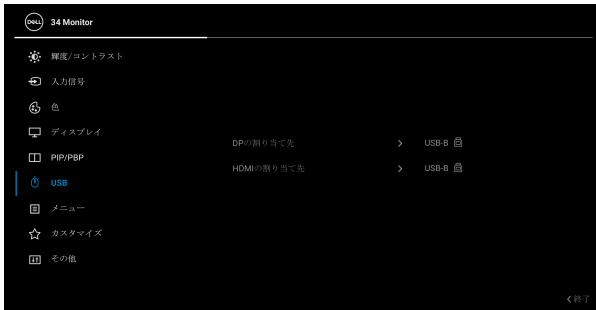 DELL
34 Monitor
輝度/コントラスト
入力信号
色
ディスプレイ
PIP/PBP
USB
メニュー
カスタマイズ
その他
DPの割り当て先 > USB-B
HDMIの割り当て先 > USB-B
<終了